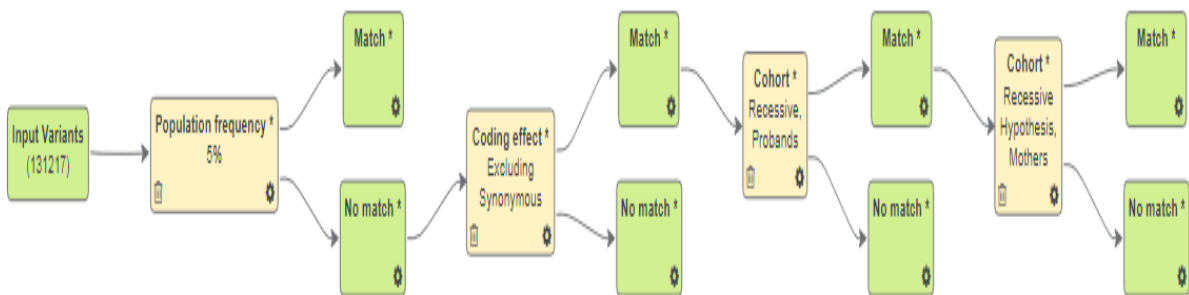 Input Variants
(131217)
Population frequency *
5%
Match *
No match *
Coding effect *
Excluding
Synonymous
Match *
No match *
Cohort *
Recessive,
Probands
Match *
No match *
Cohort *
Recessive
Hypothesis,
Mothers
Match *
No match *